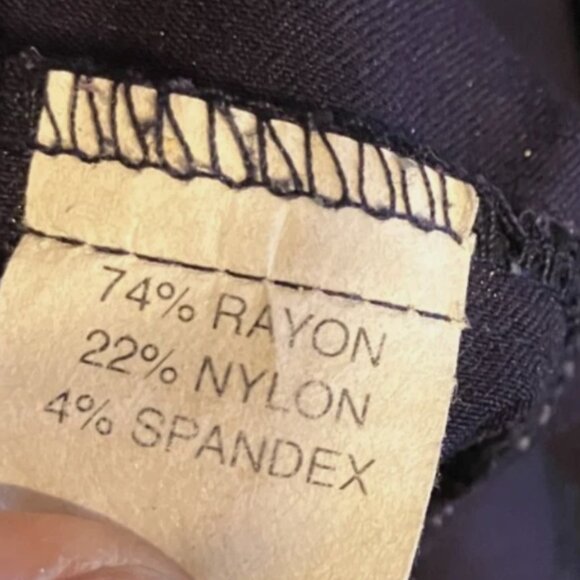 74% RAYON
22% NYLON
4% SPANDEX